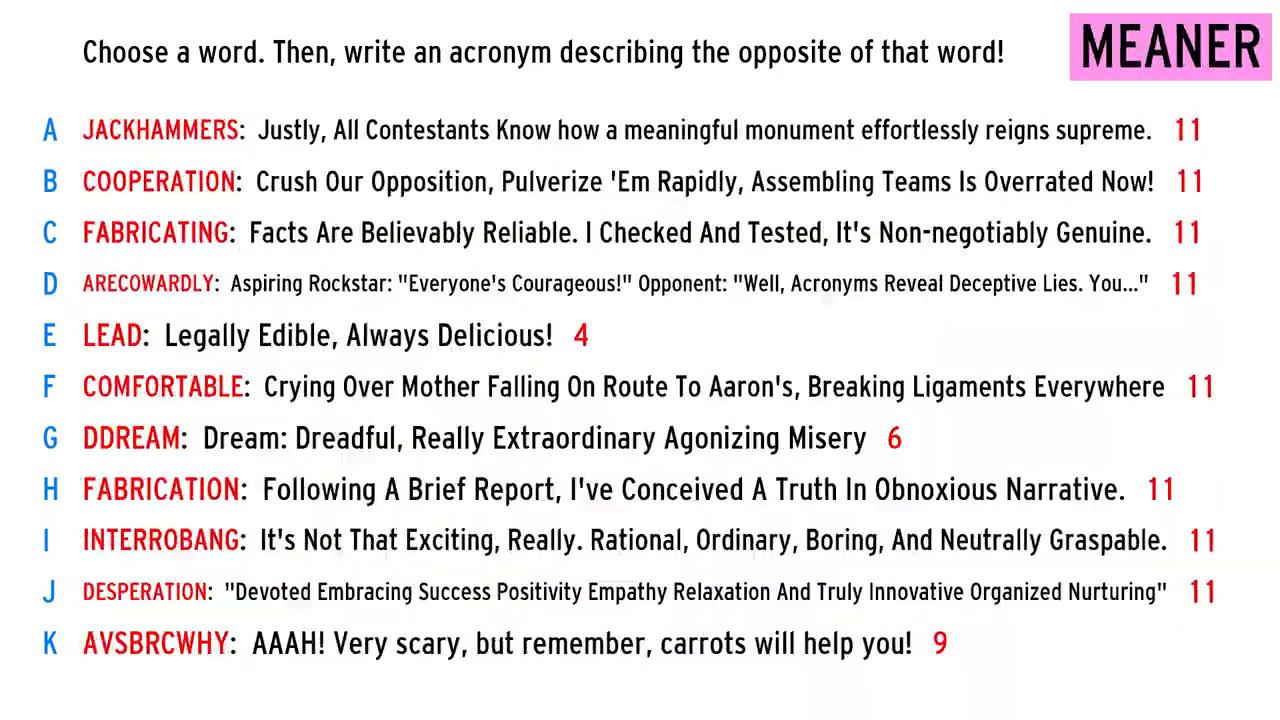 Choose a word. Then, write an acronym describing the opposite of that word!
MEANER
A JACKHAMMERS: Justly, All Contestants Know how a meaningful monument effortlessly reigns supreme. 11
B COOPERATION: Crush Our Opposition, Pulverize 'Em Rapidly, Assembling Teams Is Overrated Now! 11
C FABRICATING: Facts Are Believably Reliable. I Checked And Tested, It's Non-negotiably Genuine. 11
D ARECOWARDLY: Aspiring Rockstar: "Everyone's Courageous!" Opponent: "Well, Acronyms Reveal Deceptive Lies. You..." 11
E LEAD: Legally Edible, Always Delicious! 4
F COMFORTABLE: Crying Over Mother Falling On Route To Aaron's, Breaking Ligaments Everywhere 11
G DDREAM: Dream: Dreadful, Really Extraordinary Agonizing Misery 6
H FABRICATION: Following A Brief Report, I've Conceived A Truth In Obnoxious Narrative. 11
I INTERROBANG: It's Not That Exciting, Really. Rational, Ordinary, Boring, And Neutrally Graspable. 11
J DESPERATION: "Devoted Embracing Success Positivity Empathy Relaxation And Truly Innovative Organized Nurturing" 11
K AVSBRCWHY: AAAH! Very scary, but remember, carrots will help you! 9